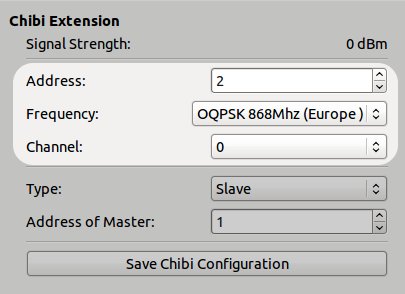 Chibi Extension
Signal Strength: 0 dBm
Address: 2
Frequency: OQPSK 868Mhz (Europe )
Channel: 0
Type: Slave
Address of Master: 1
Save Chibi Configuration